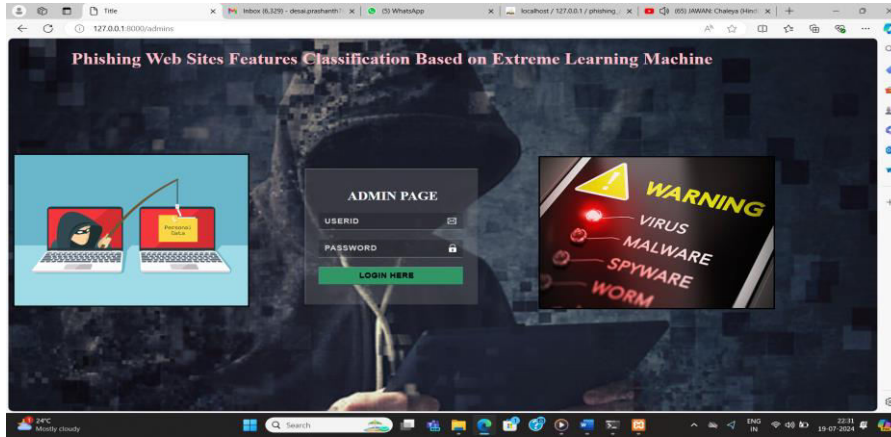 Title
Inbox (6,329) - desai.prashanth7
(5) WhatsApp
localhost / 127.0.0.1 / phishing_
(65) JAWAN: Chaleya (Hindi
127.0.0.1:8000/admins
Phishing Web Sites Features Classification Based on Extreme Learning Machine
Personal
Data
ADMIN PAGE
USERID
PASSWORD
LOGIN HERE
WARNING
VIRUS
MALWARE
SPYWARE
WORM
24°C
Mostly cloudy
Search
ENG
IN
22:31
19-07-2024